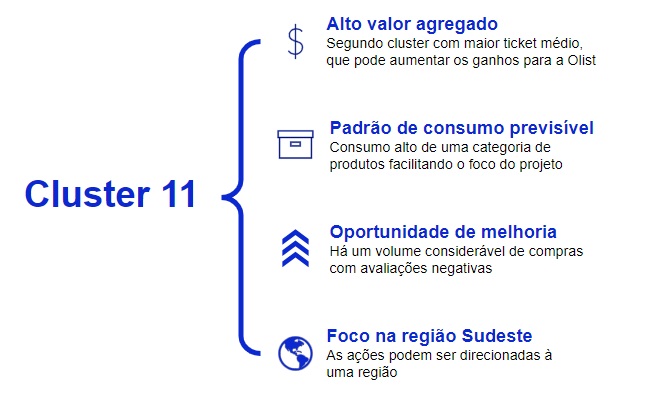 Cluster 11
Alto valor agregado
Segundo cluster com maior ticket médio,
que pode aumentar os ganhos para a Olist
Padrão de consumo previsível
Consumo alto de uma categoria de
produtos facilitando o foco do projeto
Oportunidade de melhoria
Há um volume considerável de compras
com avaliações negativas
Foco na região Sudeste
As ações podem ser direcionadas à
uma região